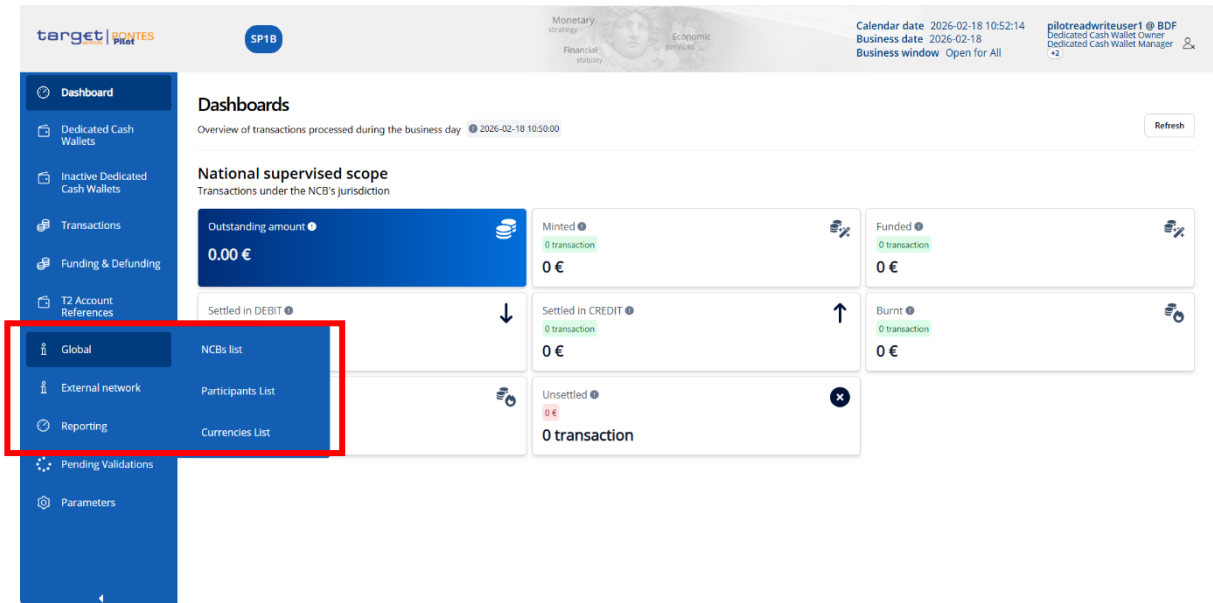 target | PONTES
services Pilot
SP1B
Monetary
strategy
Economic
services
Financial
stability
Calendar date 2026-02-18 10:52:14
Business date 2026-02-18
Business window Open for All
pilotreadwriteuser1 @ BDF
Dedicated Cash Wallet Owner
Dedicated Cash Wallet Manager
+2
Dashboard
Dedicated Cash
Wallets
Inactive Dedicated
Cash Wallets
Transactions
Funding & Defunding
T2 Account
References
Global
External network
Reporting
Pending Validations
Parameters
NCBs list
Participants List
Currencies List
Dashboards
Overview of transactions processed during the business day 2026-02-18 10:50:00
Refresh
National supervised scope
Transactions under the NCB's jurisdiction
Outstanding amount
0.00 €
Minted
0 transaction
0 €
Funded
0 transaction
0 €
Settled in DEBIT
Settled in CREDIT
0 transaction
0 €
Burnt
0 transaction
0 €
Unsettled
0 €
0 transaction